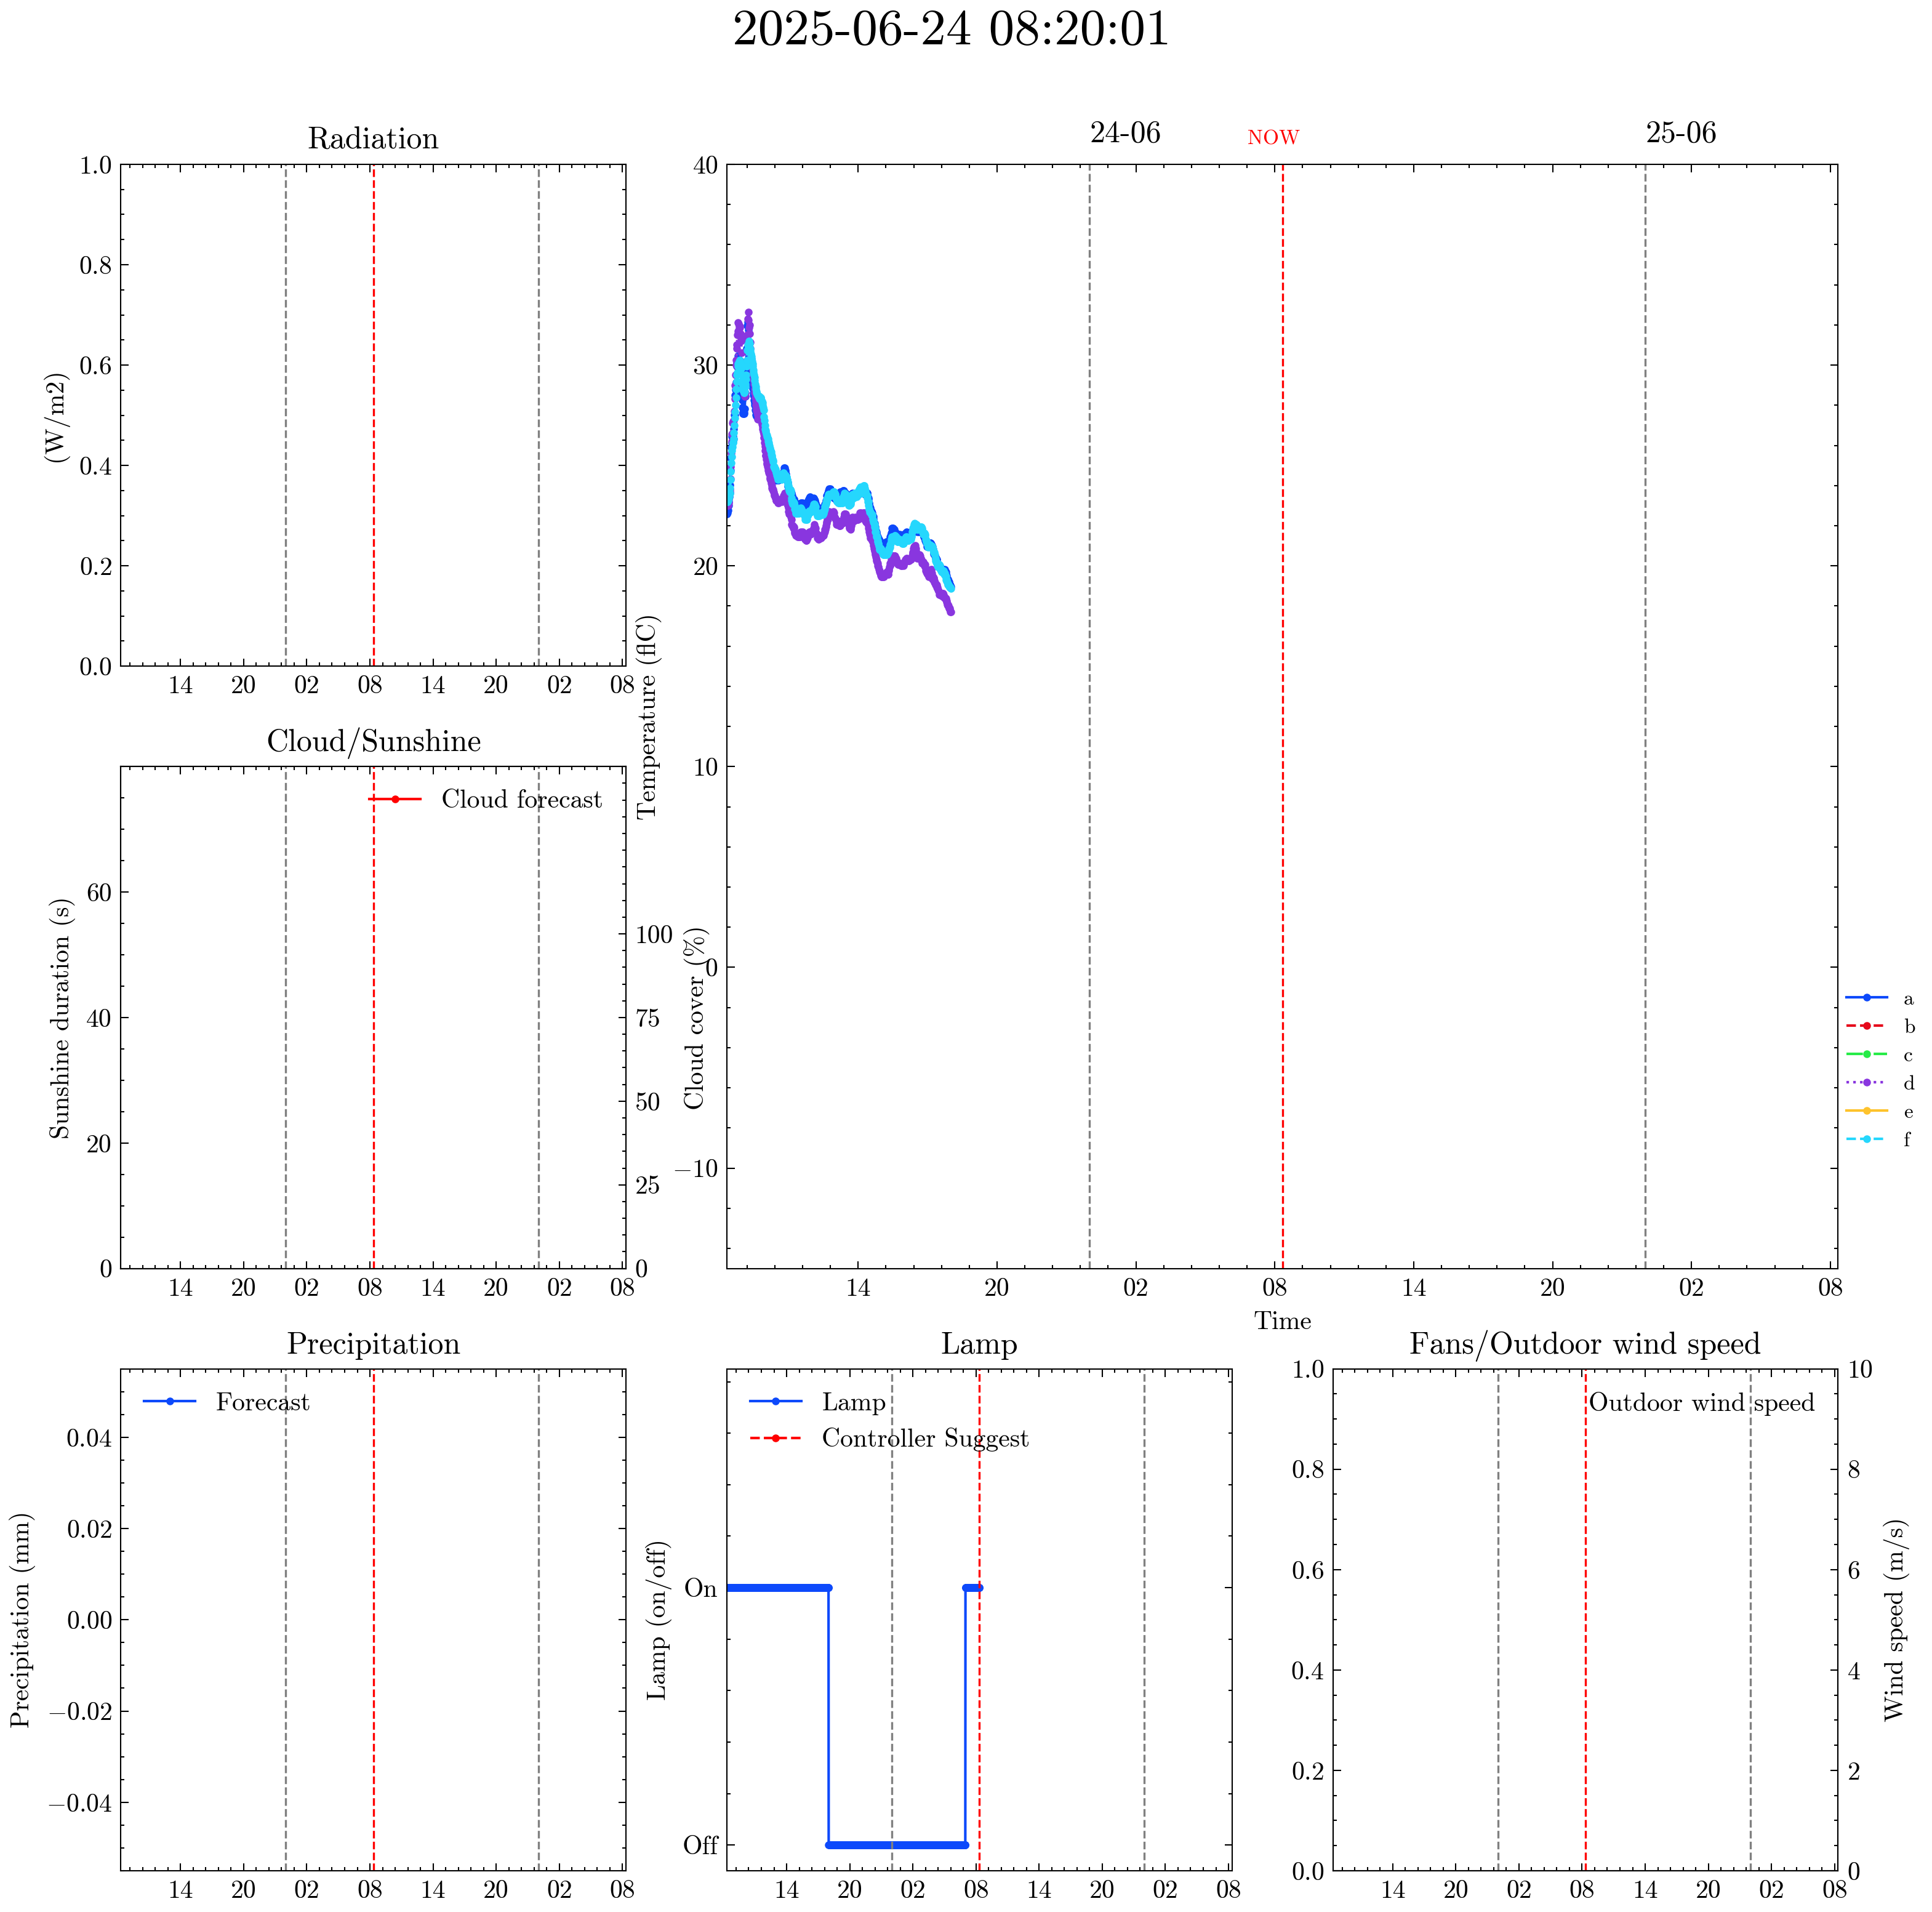 2025-06-24 08:20:01
Radiation
1.0
0.8
0.6
0.4
0.2
0.0
(W/m2)
14 20 02 08 14 20 02 08
24-06
NOW
25-06
40
30
20
10
0
−10
Temperature (flC)
14 20 02 08 14 20 02 08
Time
a
b
c
d
e
f
Cloud/Sunshine
Cloud forecast
60
40
20
0
Sunshine duration (s)
100
75
50
25
0
Cloud cover (%)
14 20 02 08 14 20 02 08
Precipitation
Forecast
0.04
0.02
0.00
−0.02
−0.04
Precipitation (mm)
14 20 02 08 14 20 02 08
Lamp
Lamp
Controller Suggest
On
Off
Lamp (on/off)
14 20 02 08 14 20 02 08
Fans/Outdoor wind speed
Outdoor wind speed
1.0
0.8
0.6
0.4
0.2
0.0
10
8
6
4
2
0
Wind speed (m/s)
14 20 02 08 14 20 02 08